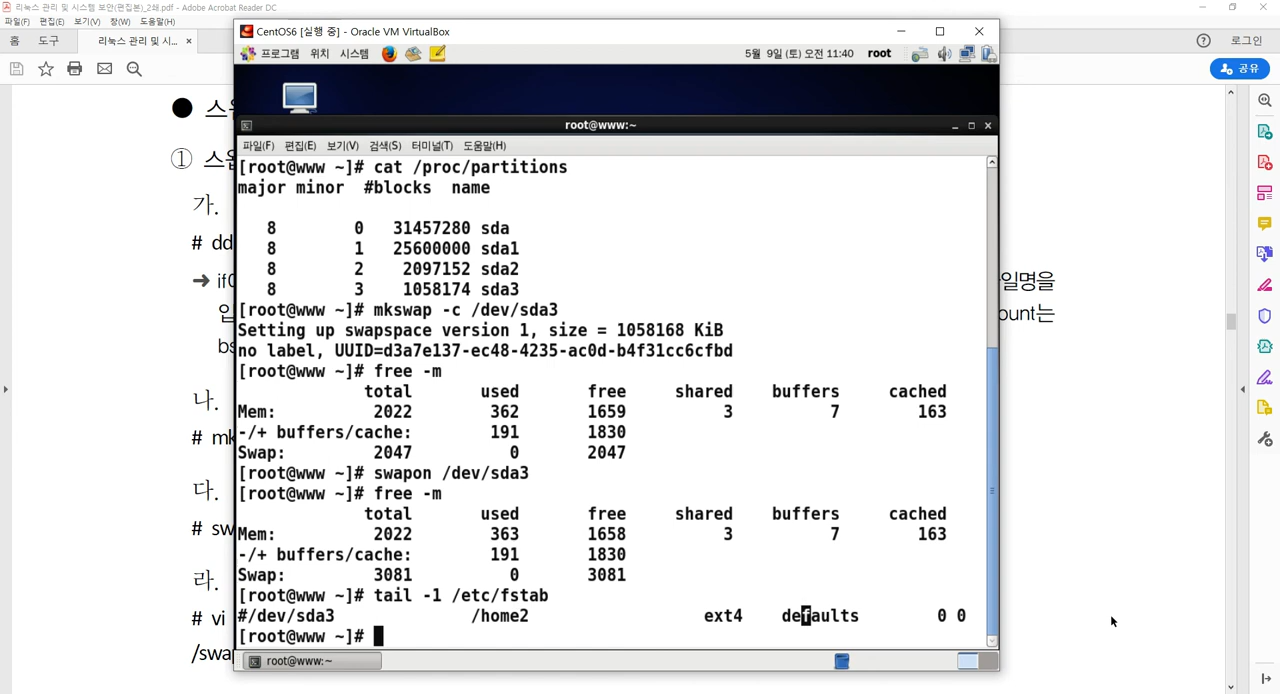 리눅스 관리 및 시스템 보안(편집본)_2쇄.pdf - Adobe Acrobat Reader DC
파일(F) 편집(E) 보기(V) 창(W) 도움말(H)
홈 도구 리눅스 관리 및 시... × 로그인
공유
CentOS6 [실행 중] - Oracle VM VirtualBox
프로그램 위치 시스템 5월 9일 (토) 오전 11:40 root
root@www:~
파일(F) 편집(E) 보기(V) 검색(S) 터미널(T) 도움말(H)
[root@www ~]# cat /proc/partitions
major minor #blocks name
8 0 31457280 sda
8 1 25600000 sda1
8 2 2097152 sda2
8 3 1058174 sda3
[root@www ~]# mkswap -c /dev/sda3
Setting up swapspace version 1, size = 1058168 KiB
no label, UUID=d3a7e137-ec48-4235-ac0d-b4f31cc6cfbd
[root@www ~]# free -m
total used free shared buffers cached
Mem: 2022 362 1659 3 7 163
-/+ buffers/cache: 191 1830
Swap: 2047 0 2047
[root@www ~]# swapon /dev/sda3
[root@www ~]# free -m
total used free shared buffers cached
Mem: 2022 363 1658 3 7 163
-/+ buffers/cache: 191 1830
Swap: 3081 0 3081
[root@www ~]# tail -1 /etc/fstab
#/dev/sda3 /home2 ext4 defaults 0 0
[root@www ~]#
root@www:~
● 스
①
가.
# dd
➔ if
일명을
입
ount는
bs
나.
# mk
다.
# sw
라.
# vi
/swa